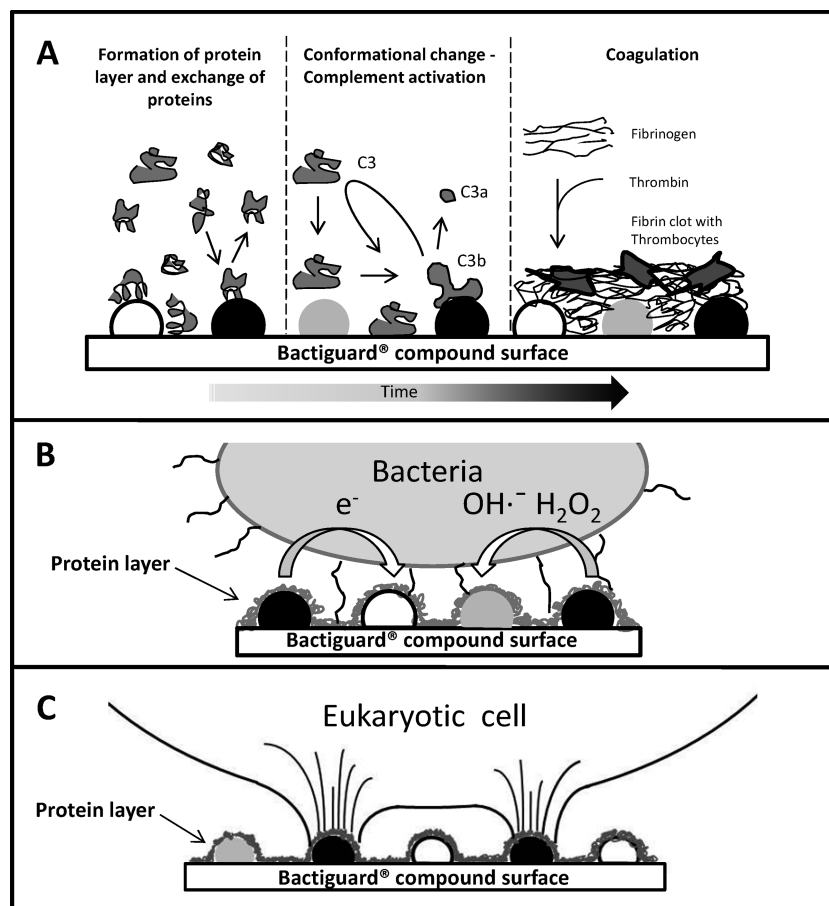 A
Formation of protein
layer and exchange of
proteins
Conformational change -
Complement activation
Coagulation
C3
C3a
C3b
Fibrinogen
Thrombin
Fibrin clot with
Thrombocytes
Bactiguard® compound surface
Time
B
Bacteria
e⁻
OH·⁻ H₂O₂
Protein layer
Bactiguard® compound surface
C
Eukaryotic cell
Protein layer
Bactiguard® compound surface